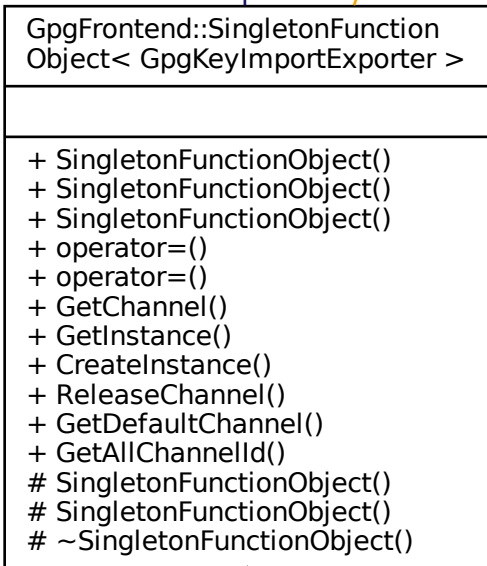 GpgFrontend::SingletonFunction
Object< GpgKeyImportExporter >
+ SingletonFunctionObject()
+ SingletonFunctionObject()
+ SingletonFunctionObject()
+ operator=()
+ operator=()
+ GetChannel()
+ GetInstance()
+ CreateInstance()
+ ReleaseChannel()
+ GetDefaultChannel()
+ GetAllChannelId()
# SingletonFunctionObject()
# SingletonFunctionObject()
# ~SingletonFunctionObject()